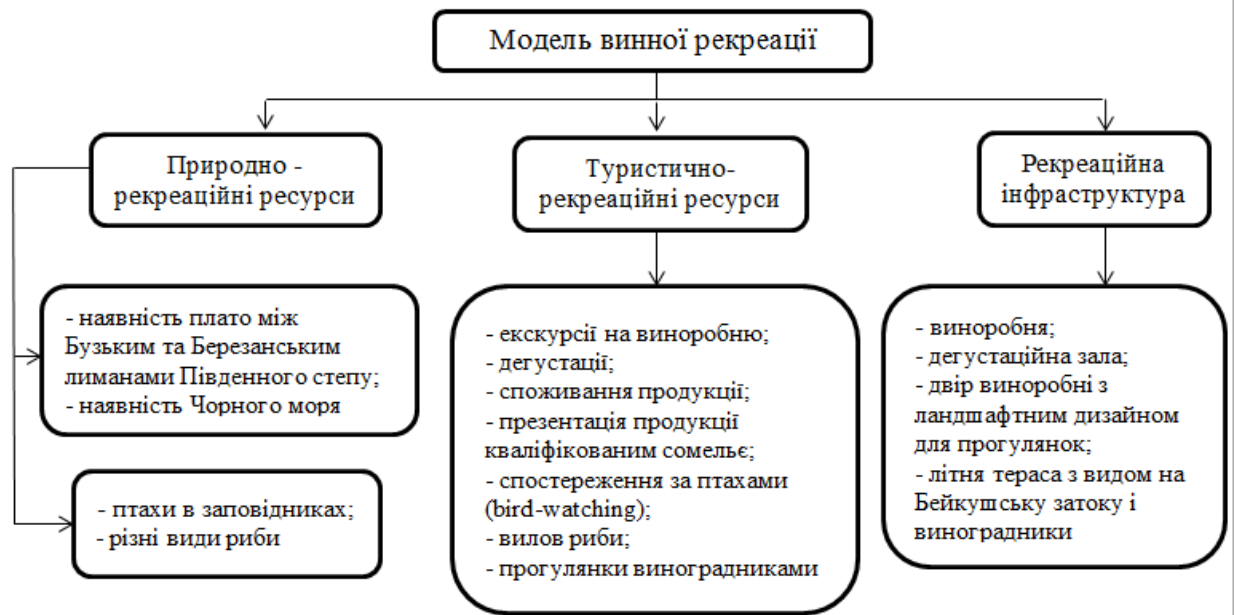 Модель винної рекреації
Природно -
рекреаційні ресурси
Туристично-
рекреаційні ресурси
Рекреаційна
інфраструктура
- наявність плато між
Бузьким та Березанським
лиманами Південного степу;
- наявність Чорного моря
- птахи в заповідниках;
- різні види риби
- екскурсії на виноробню;
- дегустації;
- споживання продукції;
- презентація продукції
кваліфікованим сомельє;
- спостереження за птахами
(bird-watching);
- вилов риби;
- прогулянки виноградниками
- виноробня;
- дегустаційна зала;
- двір виноробні з
ландшафтним дизайном
для прогулянок;
- літня тераса з видом на
Бейкушську затоку і
виноградники